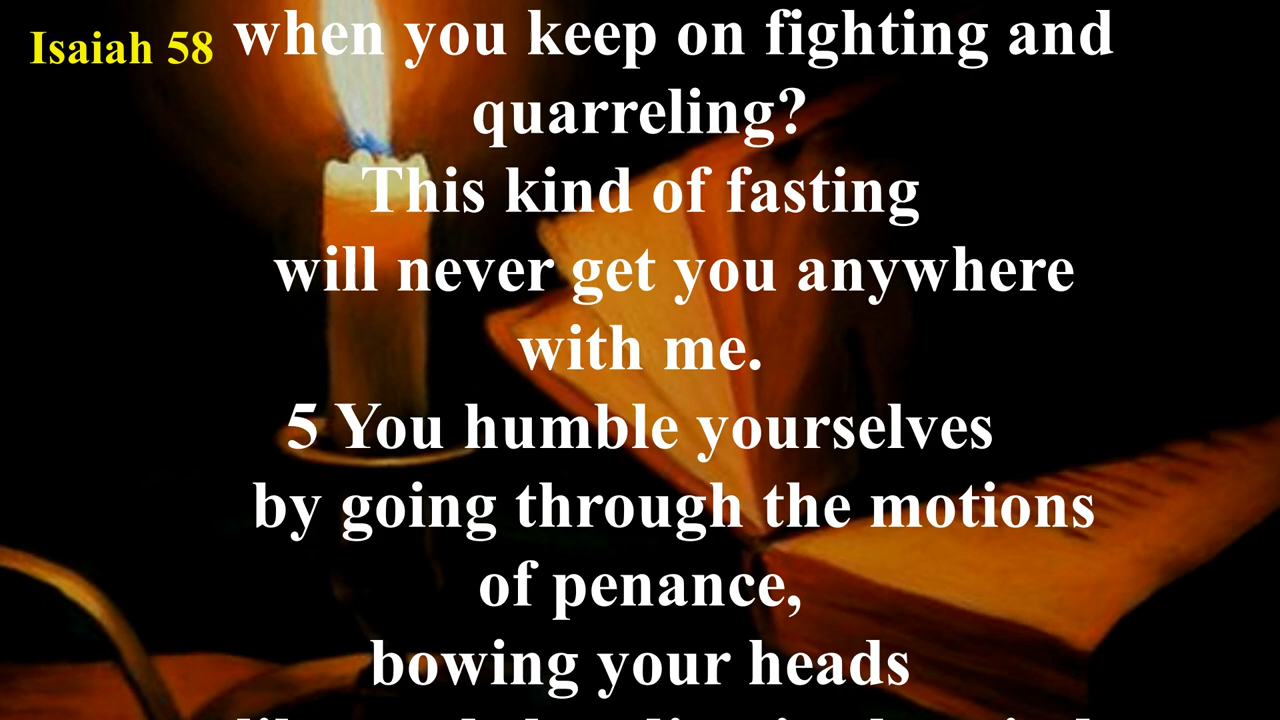 Isaiah 58
when you keep on fighting and
quarreling?
This kind of fasting
will never get you anywhere
with me.
5 You humble yourselves
by going through the motions
of penance,
bowing your heads